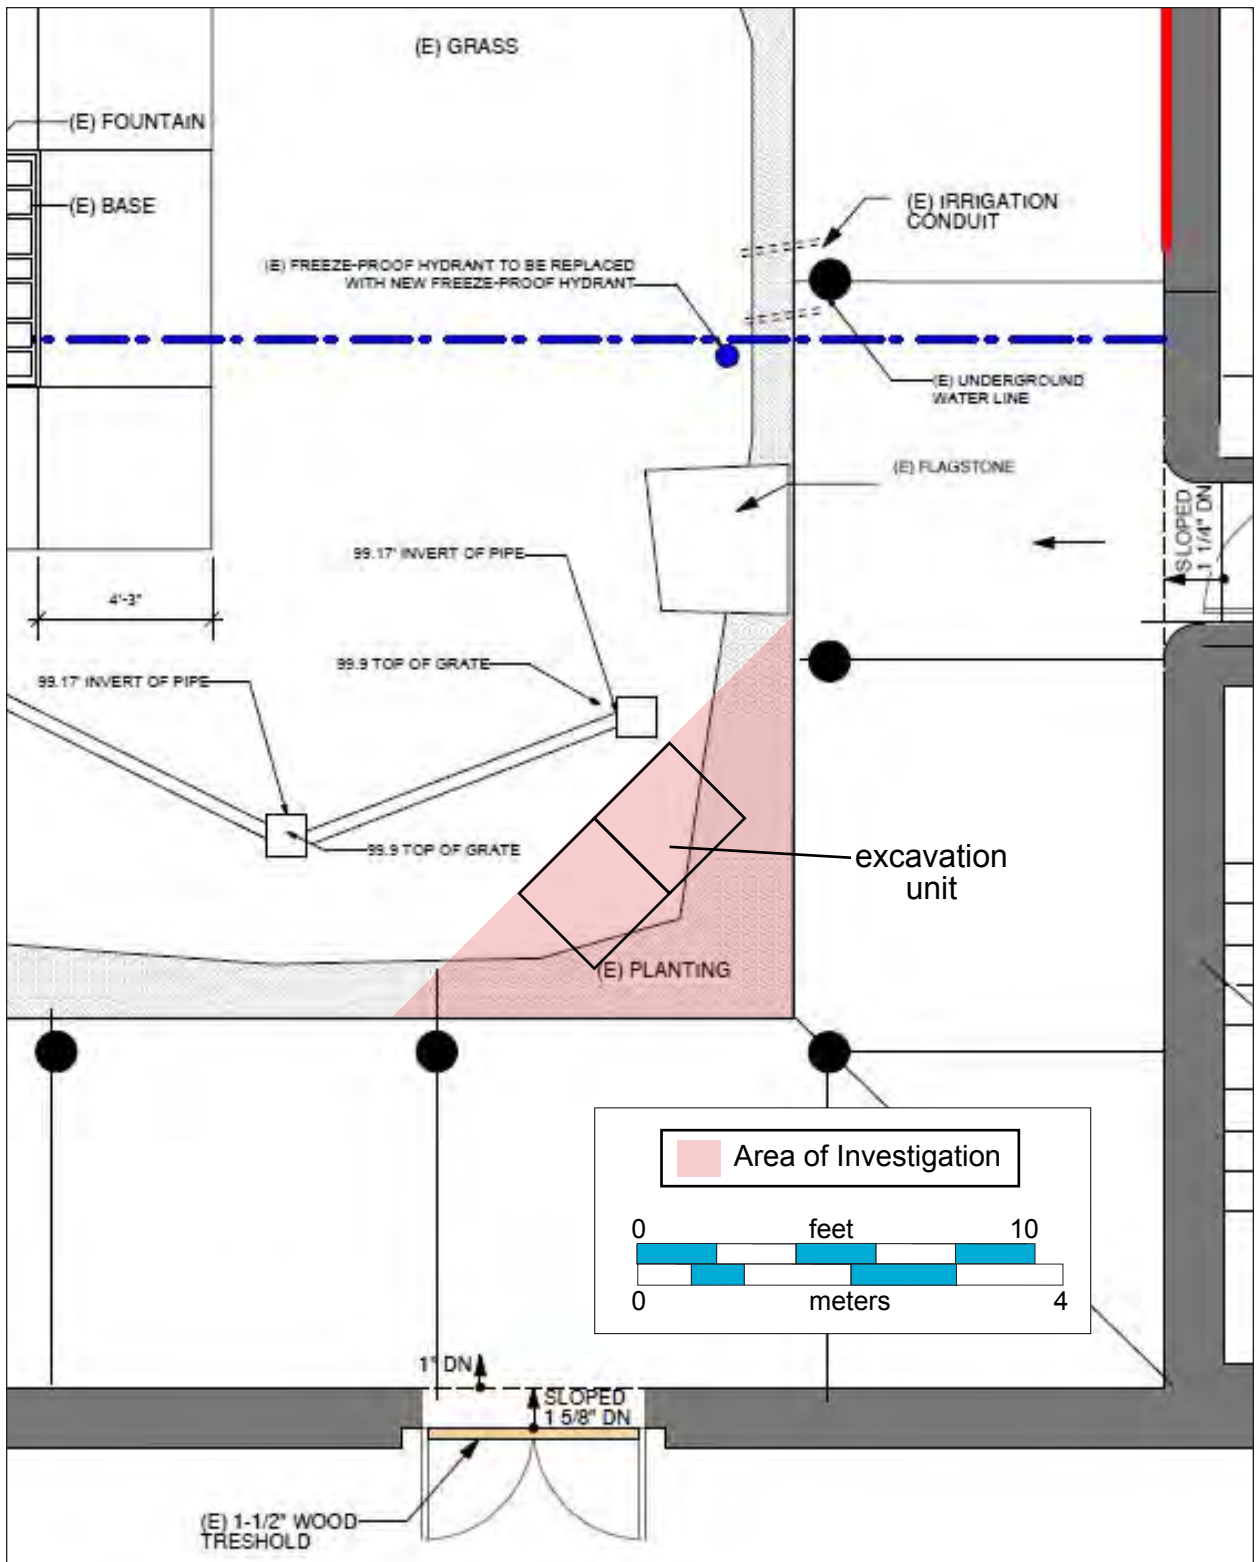 (E) GRASS
(E) FOUNTAIN
(E) BASE
(E) IRRIGATION
CONDUIT
(E) FREEZE-PROOF HYDRANT TO BE REPLACED
WITH NEW FREEZE-PROOF HYDRANT
(E) UNDERGROUND
WATER LINE
(E) FLAGSTONE
SLOPED
1 1/4" DN
99.17' INVERT OF PIPE
4'-3"
99.9 TOP OF GRATE
99.17' INVERT OF PIPE
99.9 TOP OF GRATE
excavation
unit
(E) PLANTING
Area of Investigation
0 feet 10
0 meters 4
1" DN
SLOPED
1 5/8" DN
(E) 1-1/2" WOOD
TRESHOLD